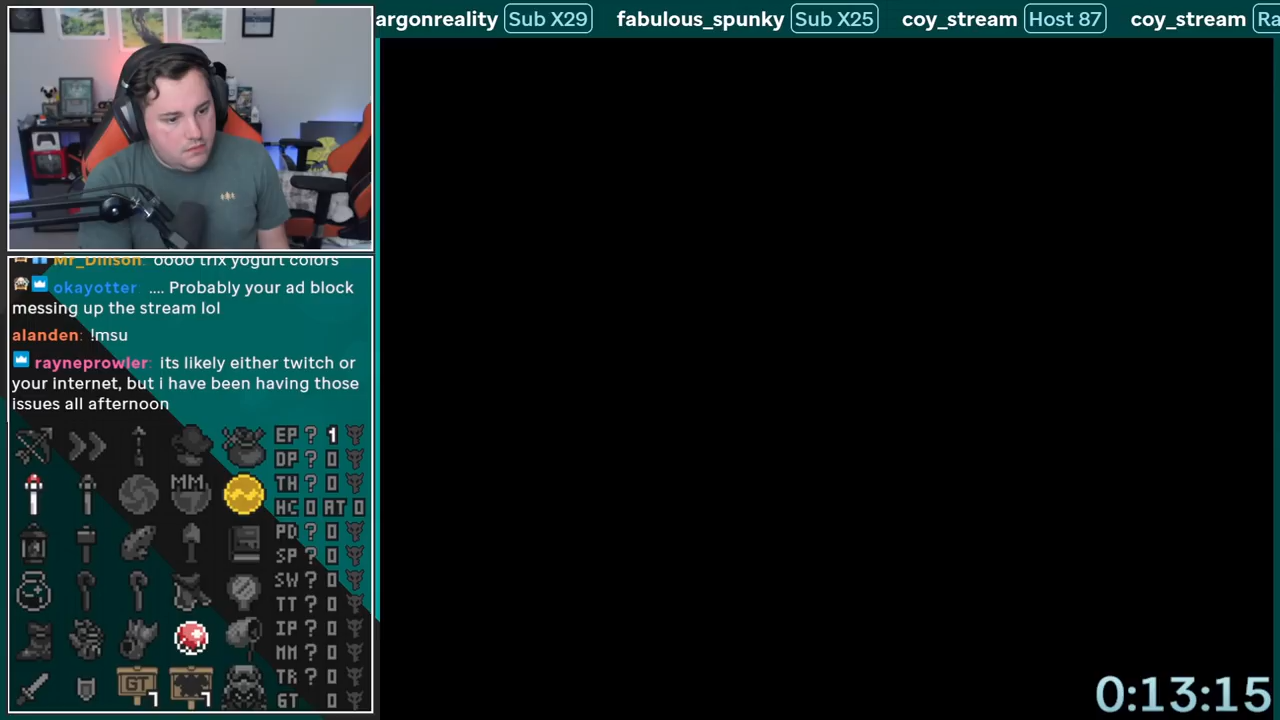 argonreality Sub X29 fabulous_spunky Sub X25 coy_stream Host 87 coy_stream Ra
Mr_Dillson: oooo trix yogurt colors
okayotter .... Probably your ad block
messing up the stream lol
alanden: !msu
rayneprowler: its likely either twitch or
your internet, but i have been having those
issues all afternoon
EP ? 1
DP ? 0
MM TH ? 0
HC 0 AT 0
PD ? 0
SP ? 0
SW ? 0
TT ? 0
IP ? 0
MM ? 0
TR ? 0
GT 1 1 GT 0
0:13:15